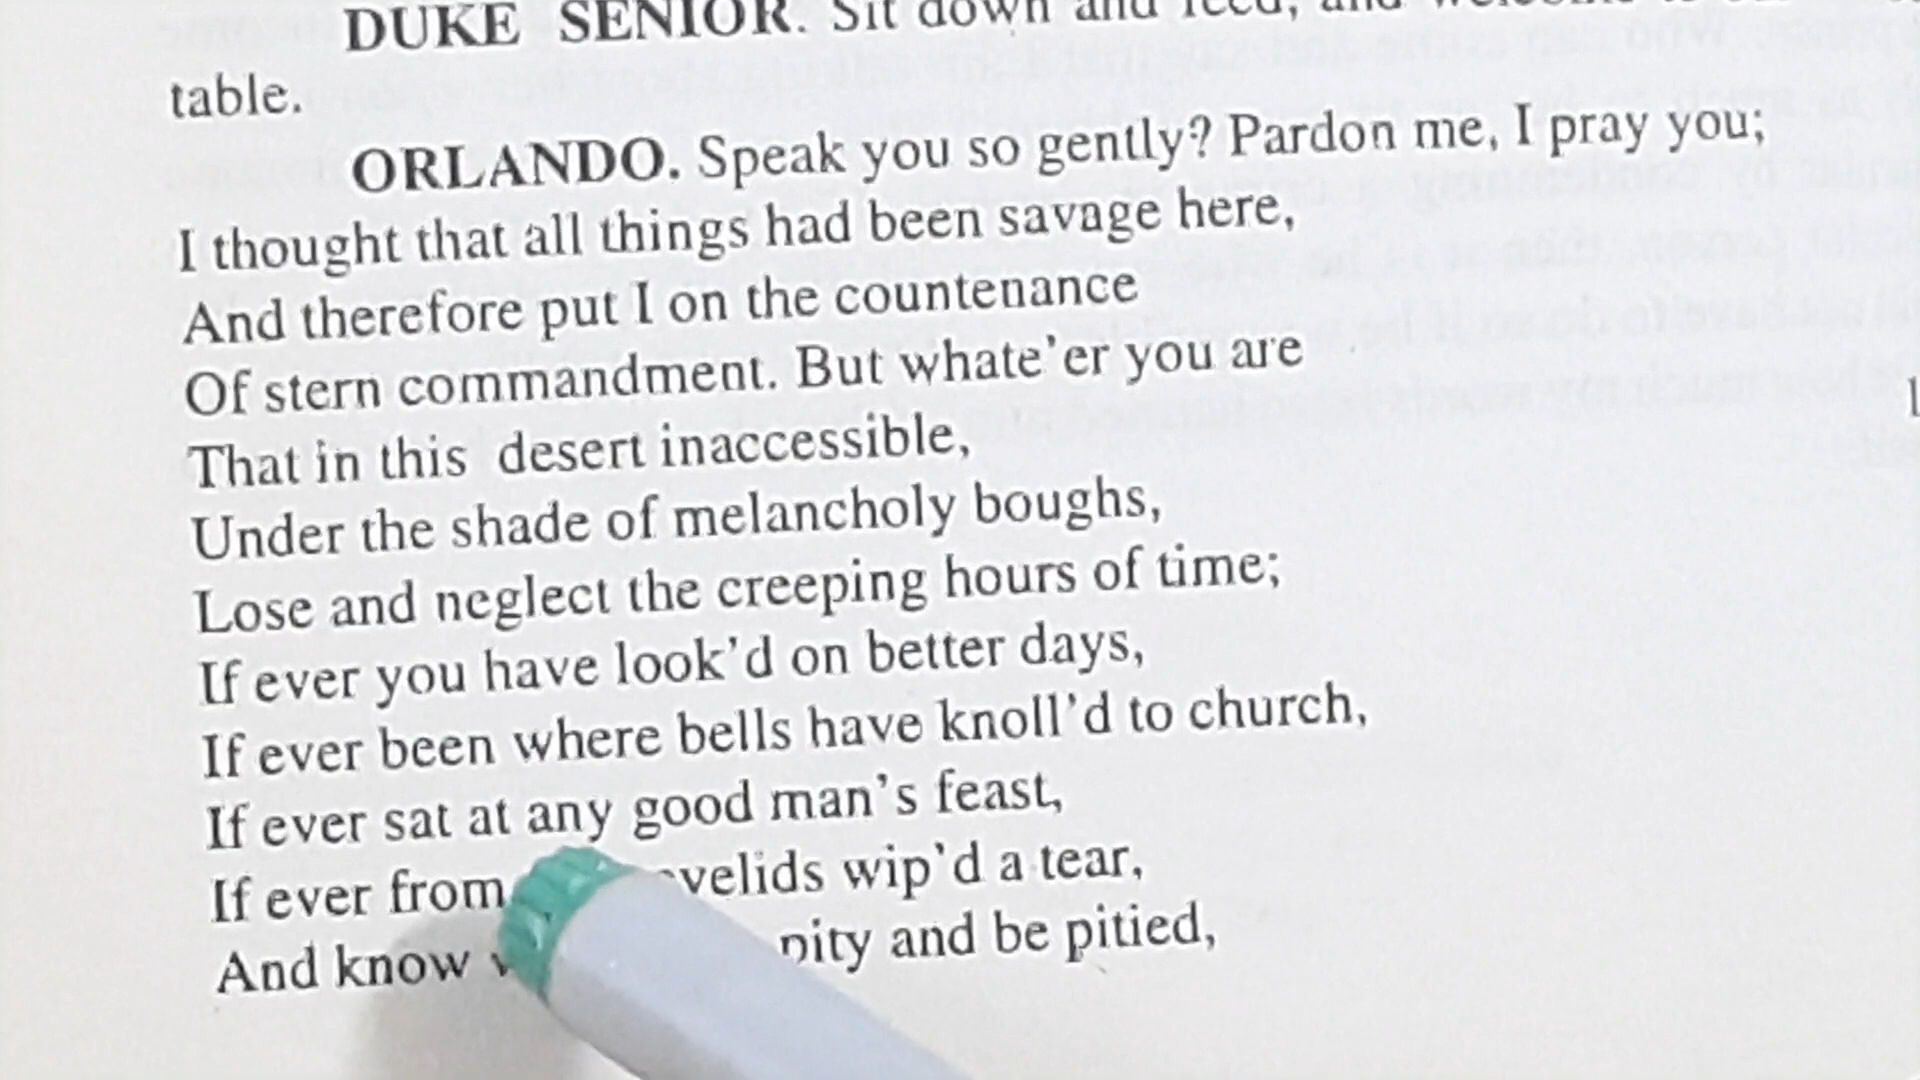 DUKE SENIOR. Sit down and feed, and welcome to
table.
ORLANDO. Speak you so gently? Pardon me, I pray you;
I thought that all things had been savage here,
And therefore put I on the countenance
Of stern commandment. But whate'er you are
That in this desert inaccessible,
Under the shade of melancholy boughs,
Lose and neglect the creeping hours of time;
If ever you have look'd on better days,
If ever been where bells have knoll'd to church,
If ever sat at any good man's feast,
If ever from velids wip'd a tear,
And know pity and be pitied,